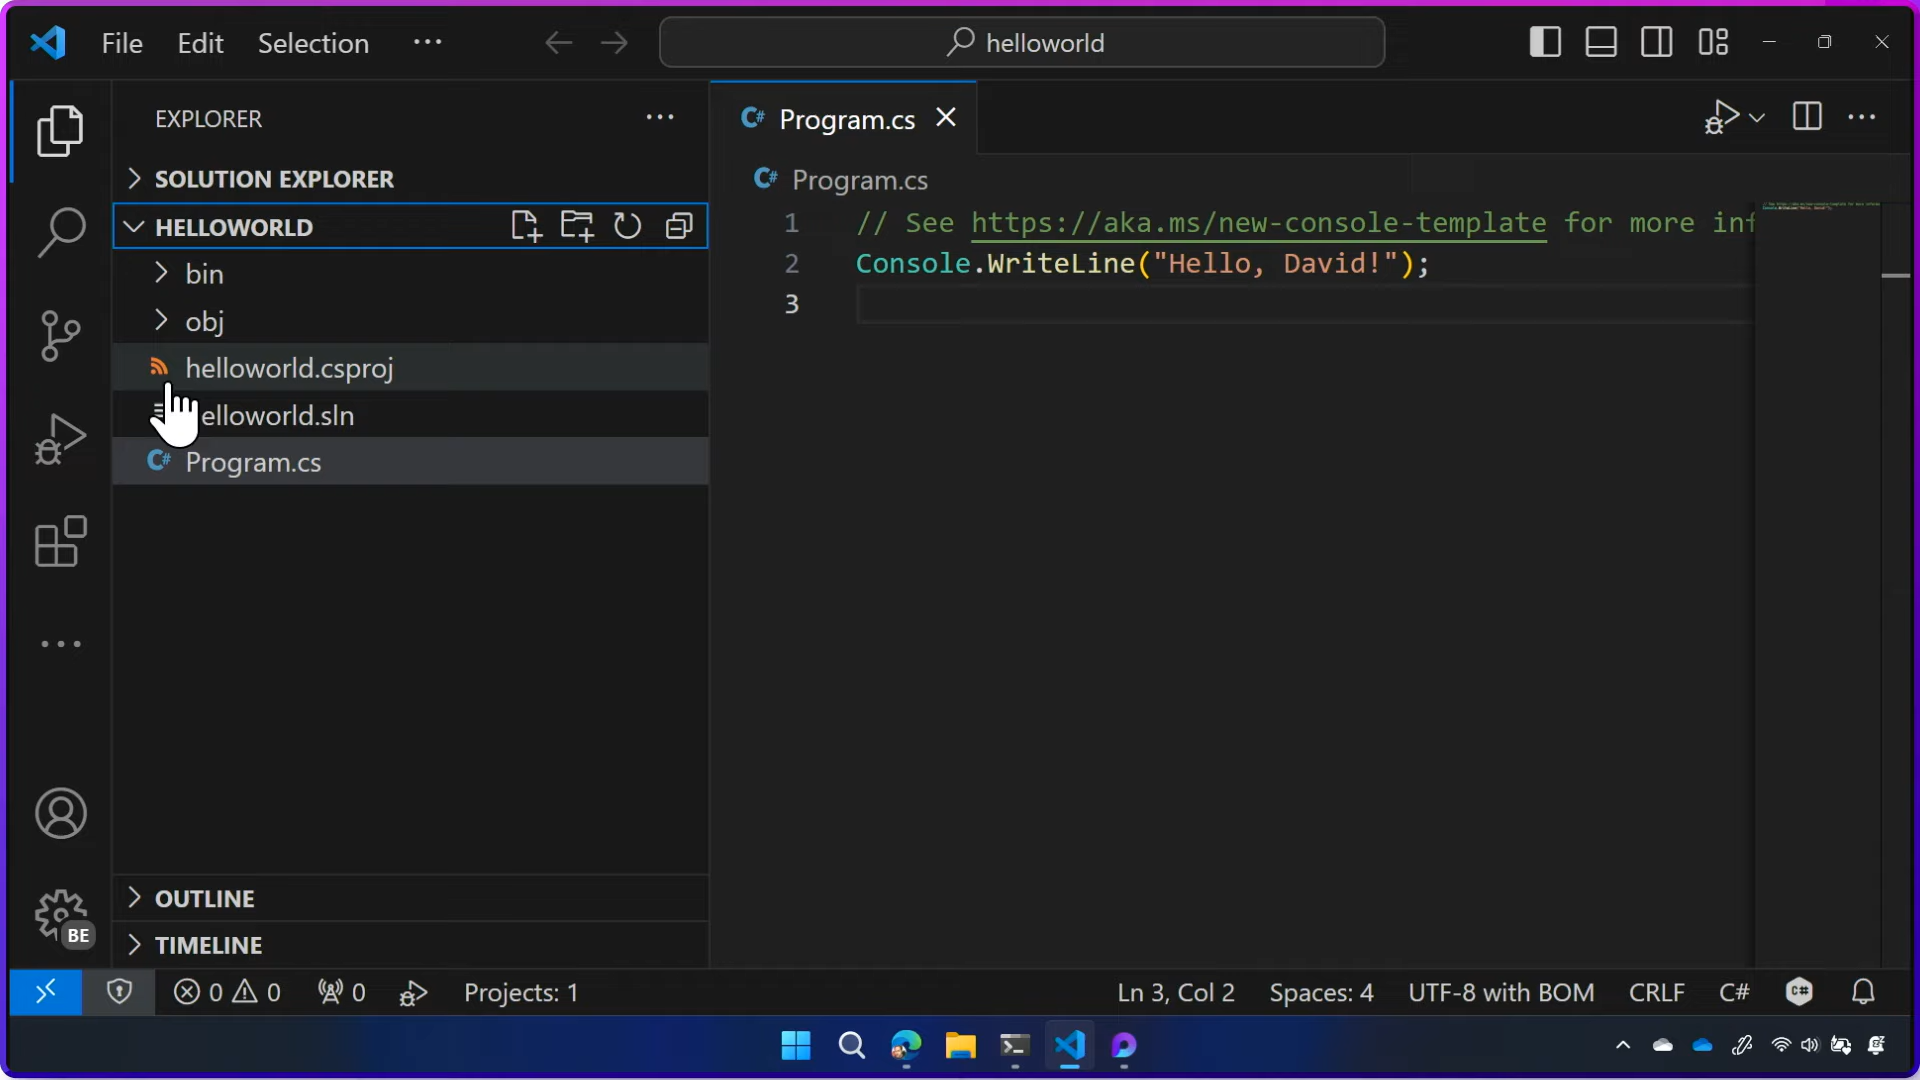 File Edit Selection ···
helloworld
EXPLORER
SOLUTION EXPLORER
HELLOWORLD
bin
obj
helloworld.csproj
elloworld.sln
C# Program.cs
OUTLINE
TIMELINE
BE
C# Program.cs
C# Program.cs
1 // See https://aka.ms/new-console-template for more inf
2 Console.WriteLine("Hello, David!");
3
0 0 0 Projects: 1
Ln 3, Col 2 Spaces: 4 UTF-8 with BOM CRLF C# C#